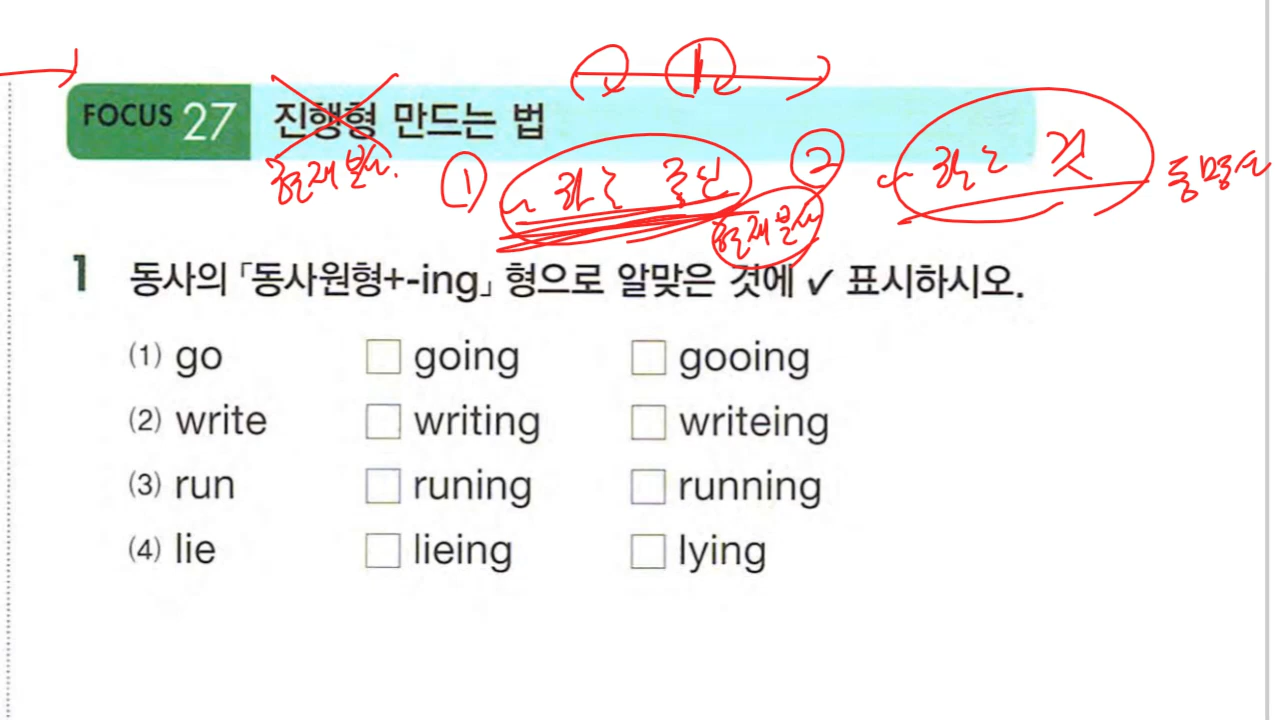 FOCUS 27 진행형 만드는 법
현재분사.
① ~하는 중인
현재분사
② ~하는 것 동명사
1 동사의 「동사원형+-ing」 형으로 알맞은 것에 ✓ 표시하시오.
(1) go □ going □ gooing
(2) write □ writing □ writeing
(3) run □ runing □ running
(4) lie □ lieing □ lying